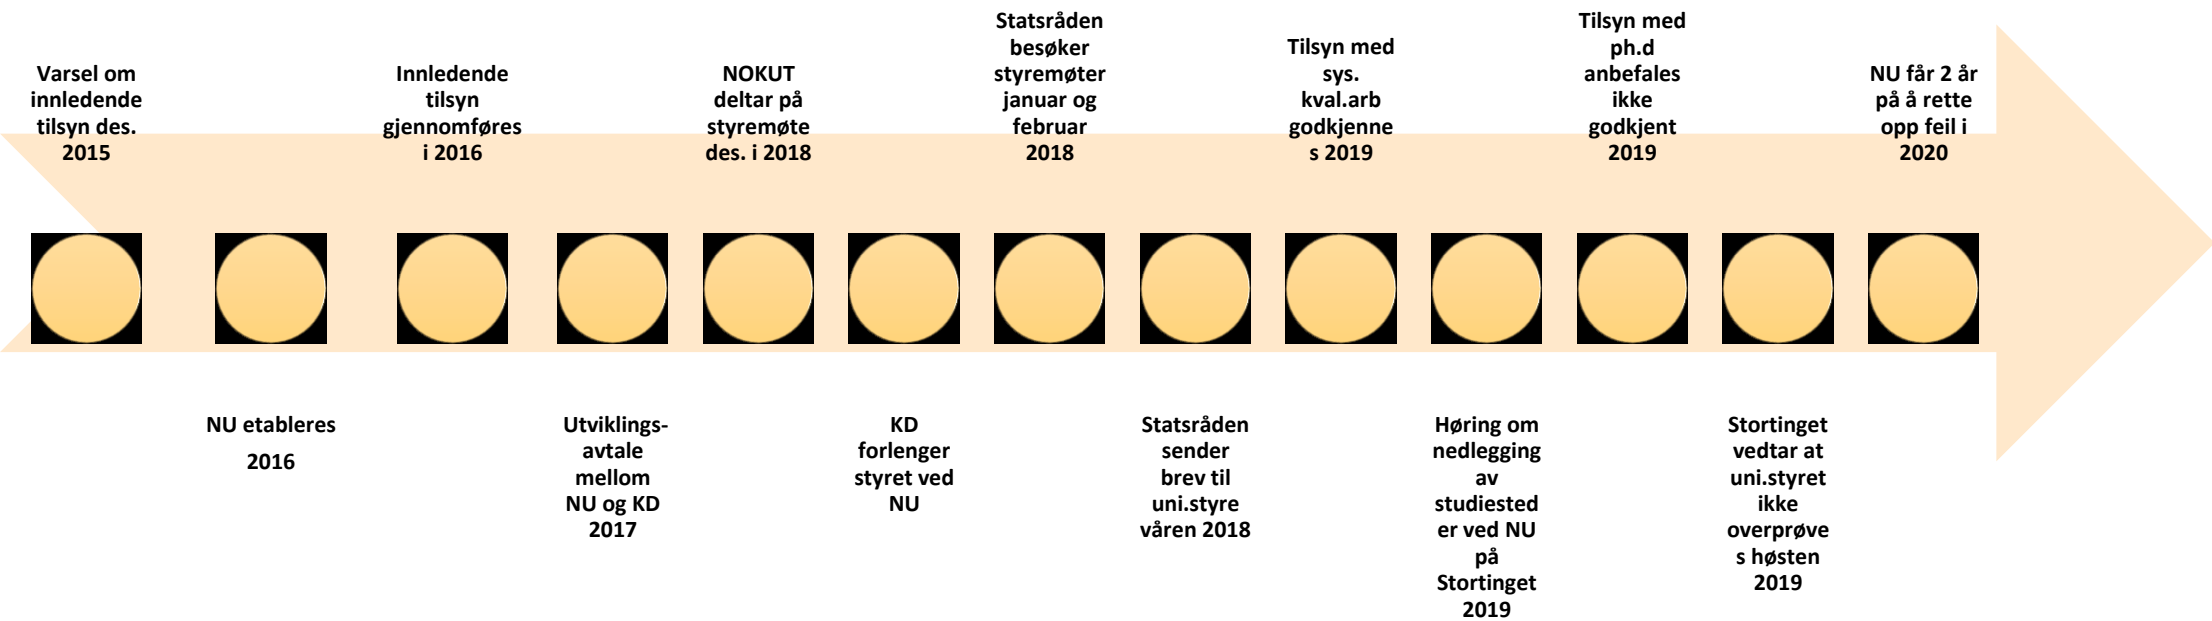 Varsel om
innledende
tilsyn des.
2015
NU etableres
2016
Innledende
tilsyn
gjennomføres
i 2016
Utviklings-
avtale
mellom
NU og KD
2017
NOKUT
deltar på
styremøte
des. i 2018
KD
forlenger
styret ved
NU
Statsråden
besøker
styremøter
januar og
februar
2018
Statsråden
sender
brev til
uni.styre
våren 2018
Tilsyn med
sys.
kval.arb
godkjenne
s 2019
Høring om
nedlegging
av
studiested
er ved NU
på
Stortinget
2019
Tilsyn med
ph.d
anbefales
ikke
godkjent
2019
Stortinget
vedtar at
uni.styret
ikke
overprøve
s høsten
2019
NU får 2 år
på å rette
opp feil i
2020